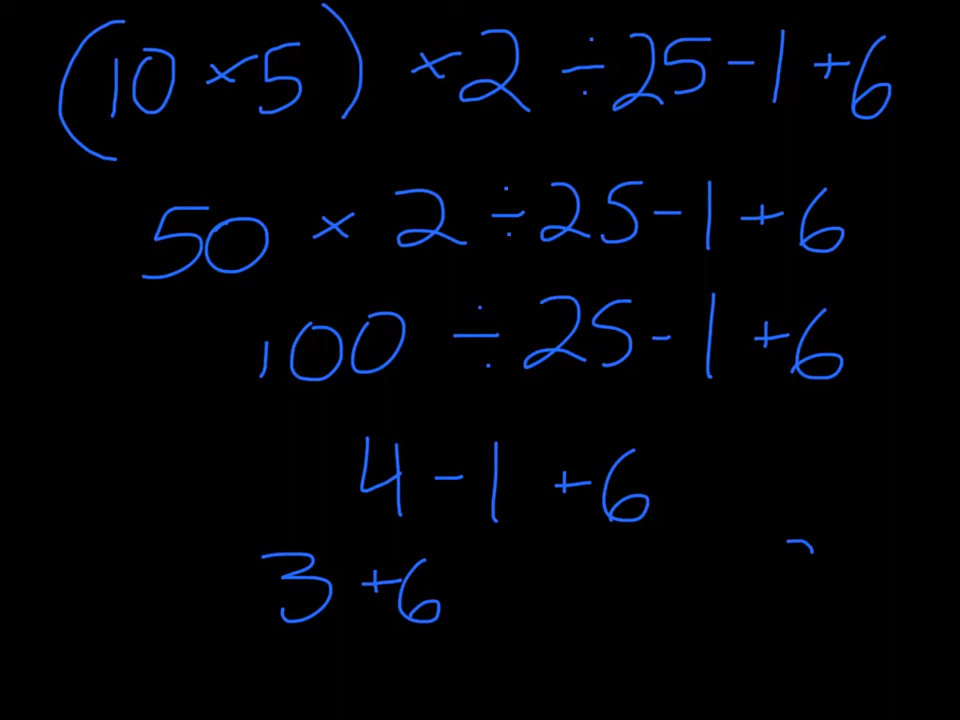 (10 × 5) × 2 ÷ 25 - 1 + 6
50 × 2 ÷ 25 - 1 + 6
100 ÷ 25 - 1 + 6
4 - 1 + 6
3 + 6